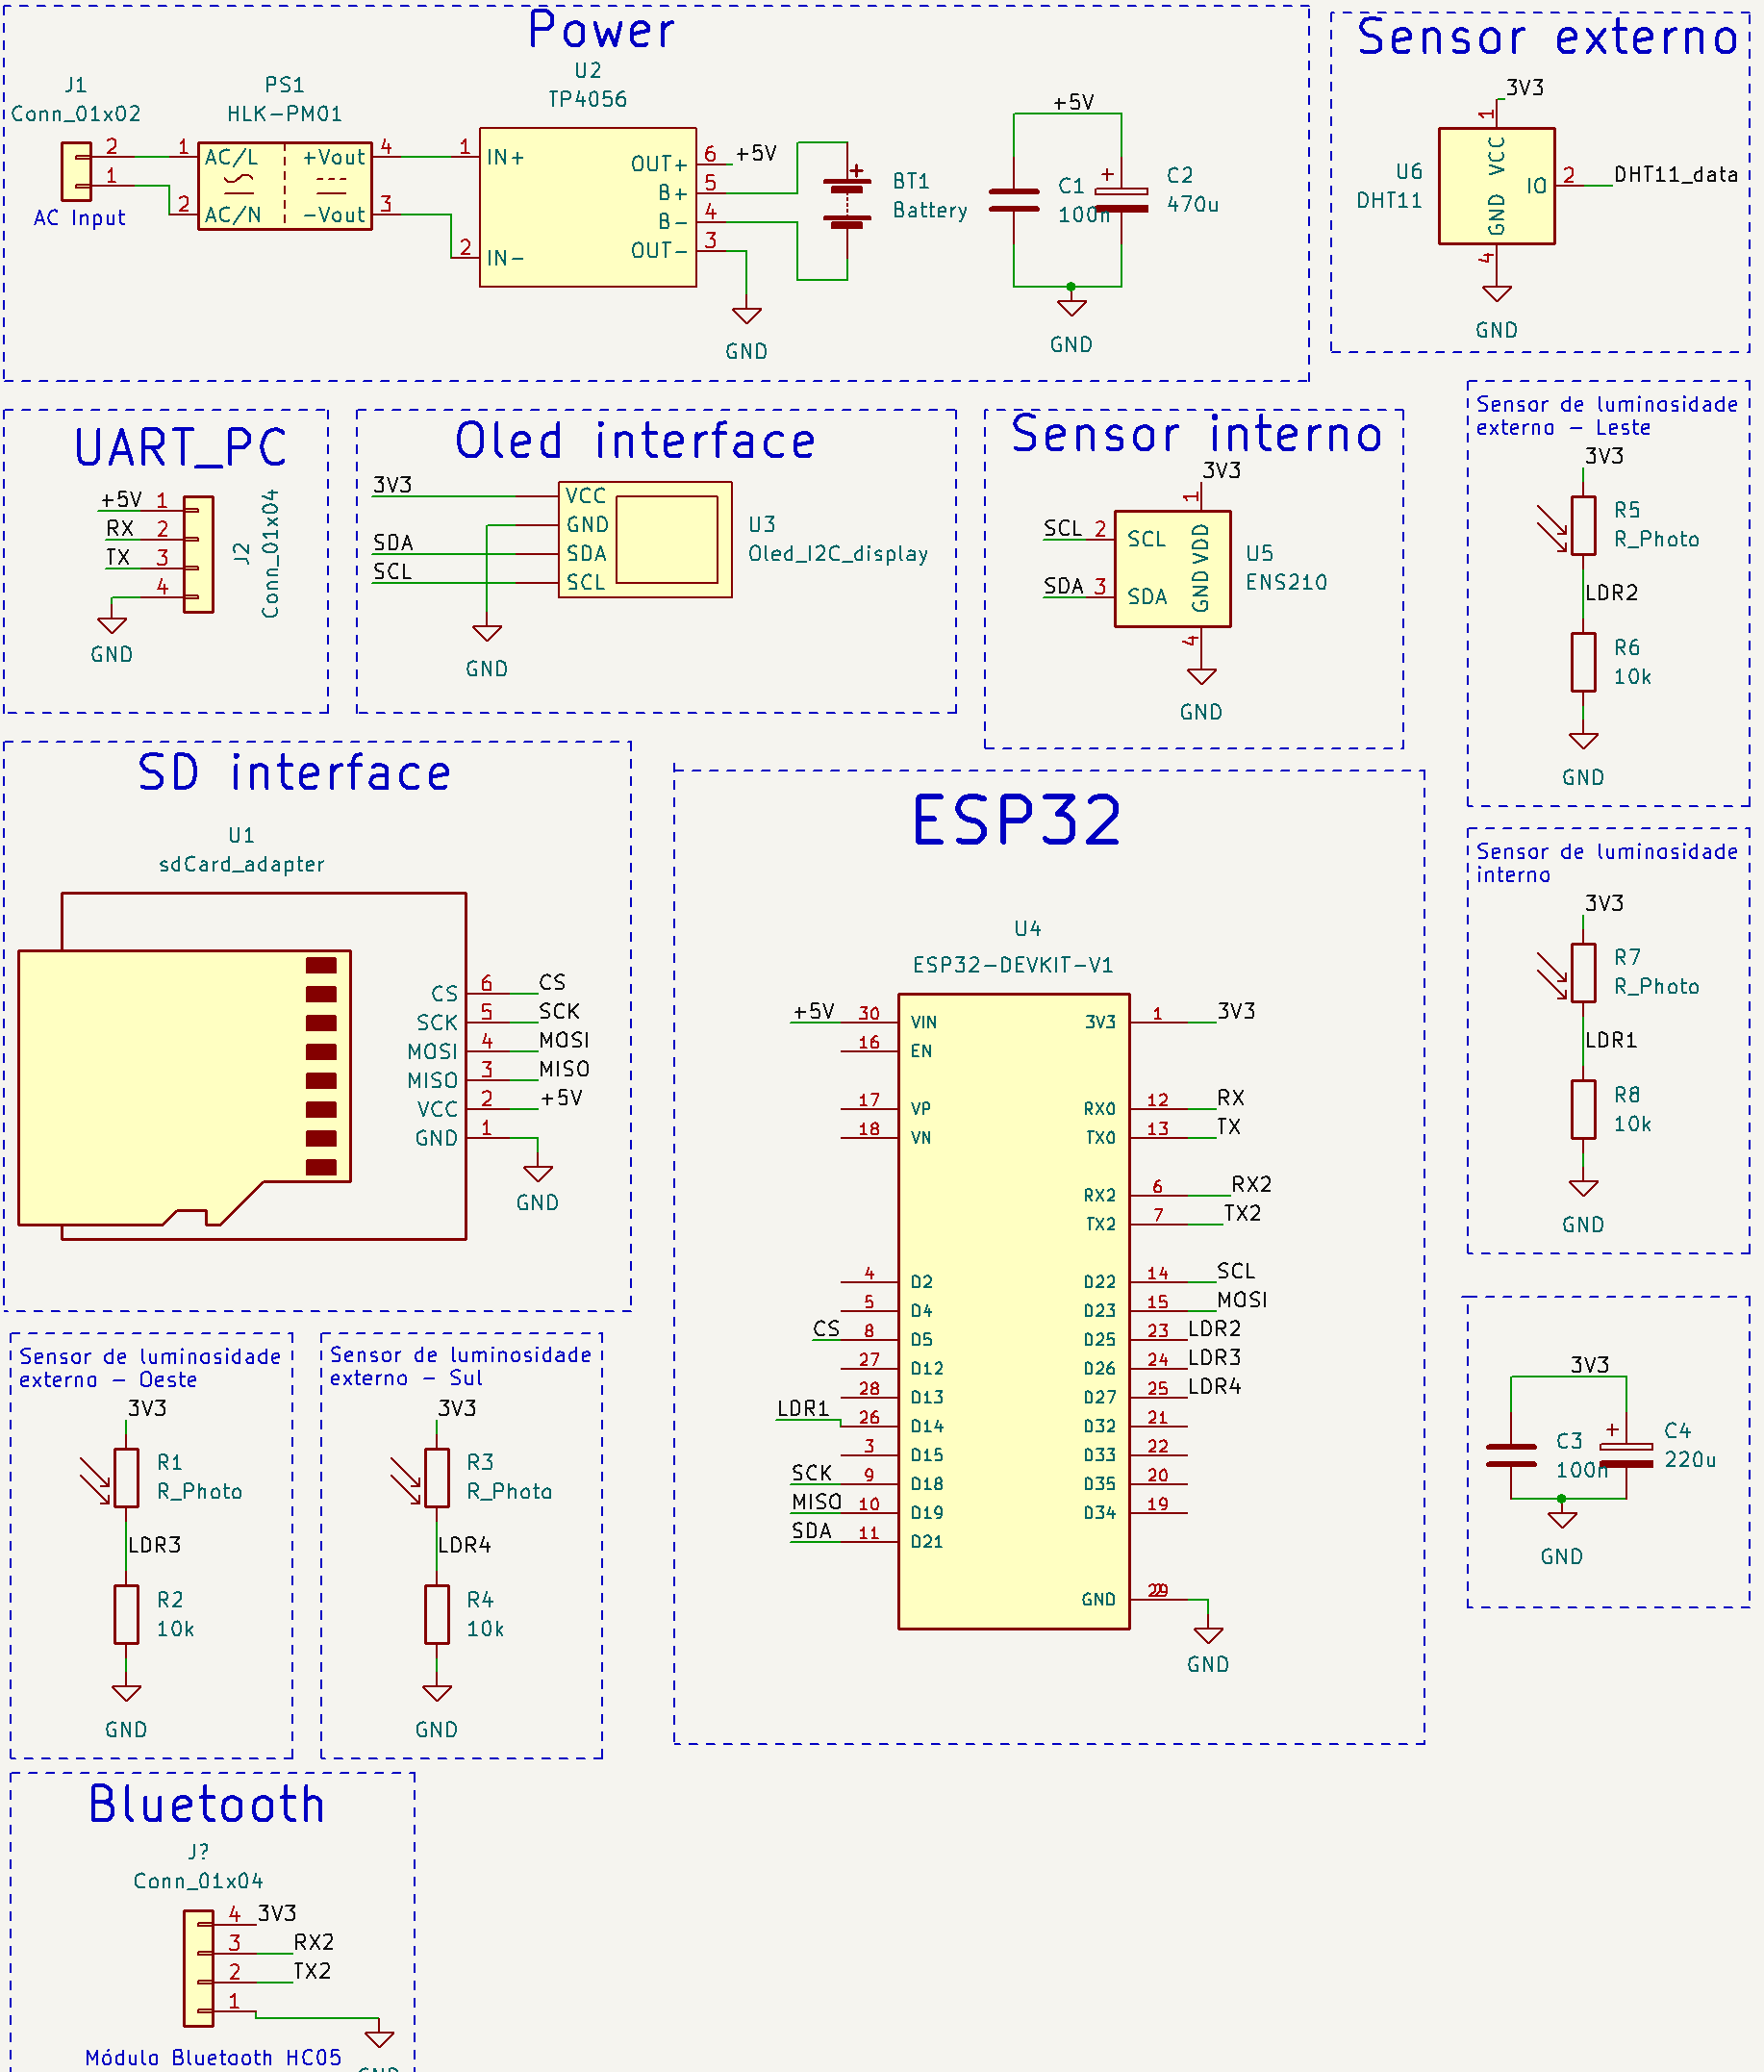 Power
J1
Conn_01x02
2
1
AC Input
PS1
HLK-PM01
1
AC/L
+Vout
4
2
AC/N
-Vout
3
U2
TP4056
1
IN+
2
IN-
OUT+
6
+5V
B+
5
B-
4
OUT-
3
GND
+
BT1
Battery
+5V
C1
100n
+
C2
470u
GND
Sensor externo
3V3
1
U6
DHT11
VCC
IO
2
DHT11_data
GND
4
GND
UART_PC
+5V
1
RX
2
TX
3
4
GND
J2
Conn_01x04
Oled interface
3V3
VCC
GND
SDA
SDA
SCL
SCL
U3
Oled_I2C_display
GND
Sensor interno
3V3
1
SCL
2
SCL
VDD
SDA
3
SDA
GND
U5
ENS210
4
GND
Sensor de luminosidade
externo - Leste
3V3
R5
R_Photo
LDR2
R6
10k
GND
SD interface
U1
sdCard_adapter
CS
6
CS
SCK
5
SCK
MOSI
4
MOSI
MISO
3
MISO
VCC
2
+5V
GND
1
GND
ESP32
U4
ESP32-DEVKIT-V1
+5V
30
VIN
3V3
1
3V3
16
EN
17
VP
RX0
12
RX
18
VN
TX0
13
TX
RX2
6
RX2
TX2
7
TX2
4
D2
D22
14
SCL
5
D4
D23
15
MOSI
CS
8
D5
D25
23
LDR2
27
D12
D26
24
LDR3
28
D13
D27
25
LDR4
LDR1
26
D14
D32
21
3
D15
D33
22
SCK
9
D18
D35
20
MISO
10
D19
D34
19
SDA
11
D21
GND
GND
Sensor de luminosidade
interno
3V3
R7
R_Photo
LDR1
R8
10k
GND
3V3
C3
100n
+
C4
220u
GND
Sensor de luminosidade
externo - Oeste
3V3
R1
R_Photo
LDR3
R2
10k
GND
Sensor de luminosidade
externo - Sul
3V3
R3
R_Photo
LDR4
R4
10k
GND
Bluetooth
J?
Conn_01x04
4
3V3
3
RX2
2
TX2
1
Módulo Bluetooth HC05